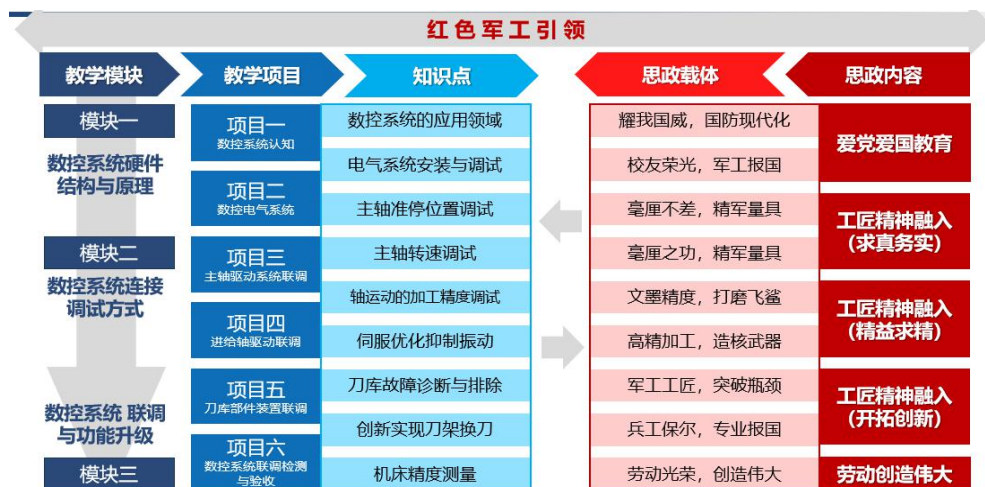 红色军工引领
教学模块
教学项目
知识点
思政载体
思政内容
模块一
数控系统硬件
结构与原理
模块二
数控系统连接
调试方式
数控系统 联调
与功能升级
模块三
项目一
数控系统认知
项目二
数控电气系统
项目三
主轴驱动系统联调
项目四
进给轴驱动联调
项目五
刀库部件装置联调
项目六
数控系统联调检测
与验收
数控系统的应用领域
电气系统安装与调试
主轴准停位置调试
主轴转速调试
轴运动的加工精度调试
伺服优化抑制振动
刀库故障诊断与排除
创新实现刀架换刀
机床精度测量
耀我国威，国防现代化
校友荣光，军工报国
毫厘不差，精军量具
毫厘之功，精军量具
文墨精度，打磨飞鲨
高精加工，造核武器
军工工匠，突破瓶颈
兵工保尔，专业报国
劳动光荣，创造伟大
爱党爱国教育
工匠精神融入
(求真务实)
工匠精神融入
(精益求精)
工匠精神融入
(开拓创新)
劳动创造伟大